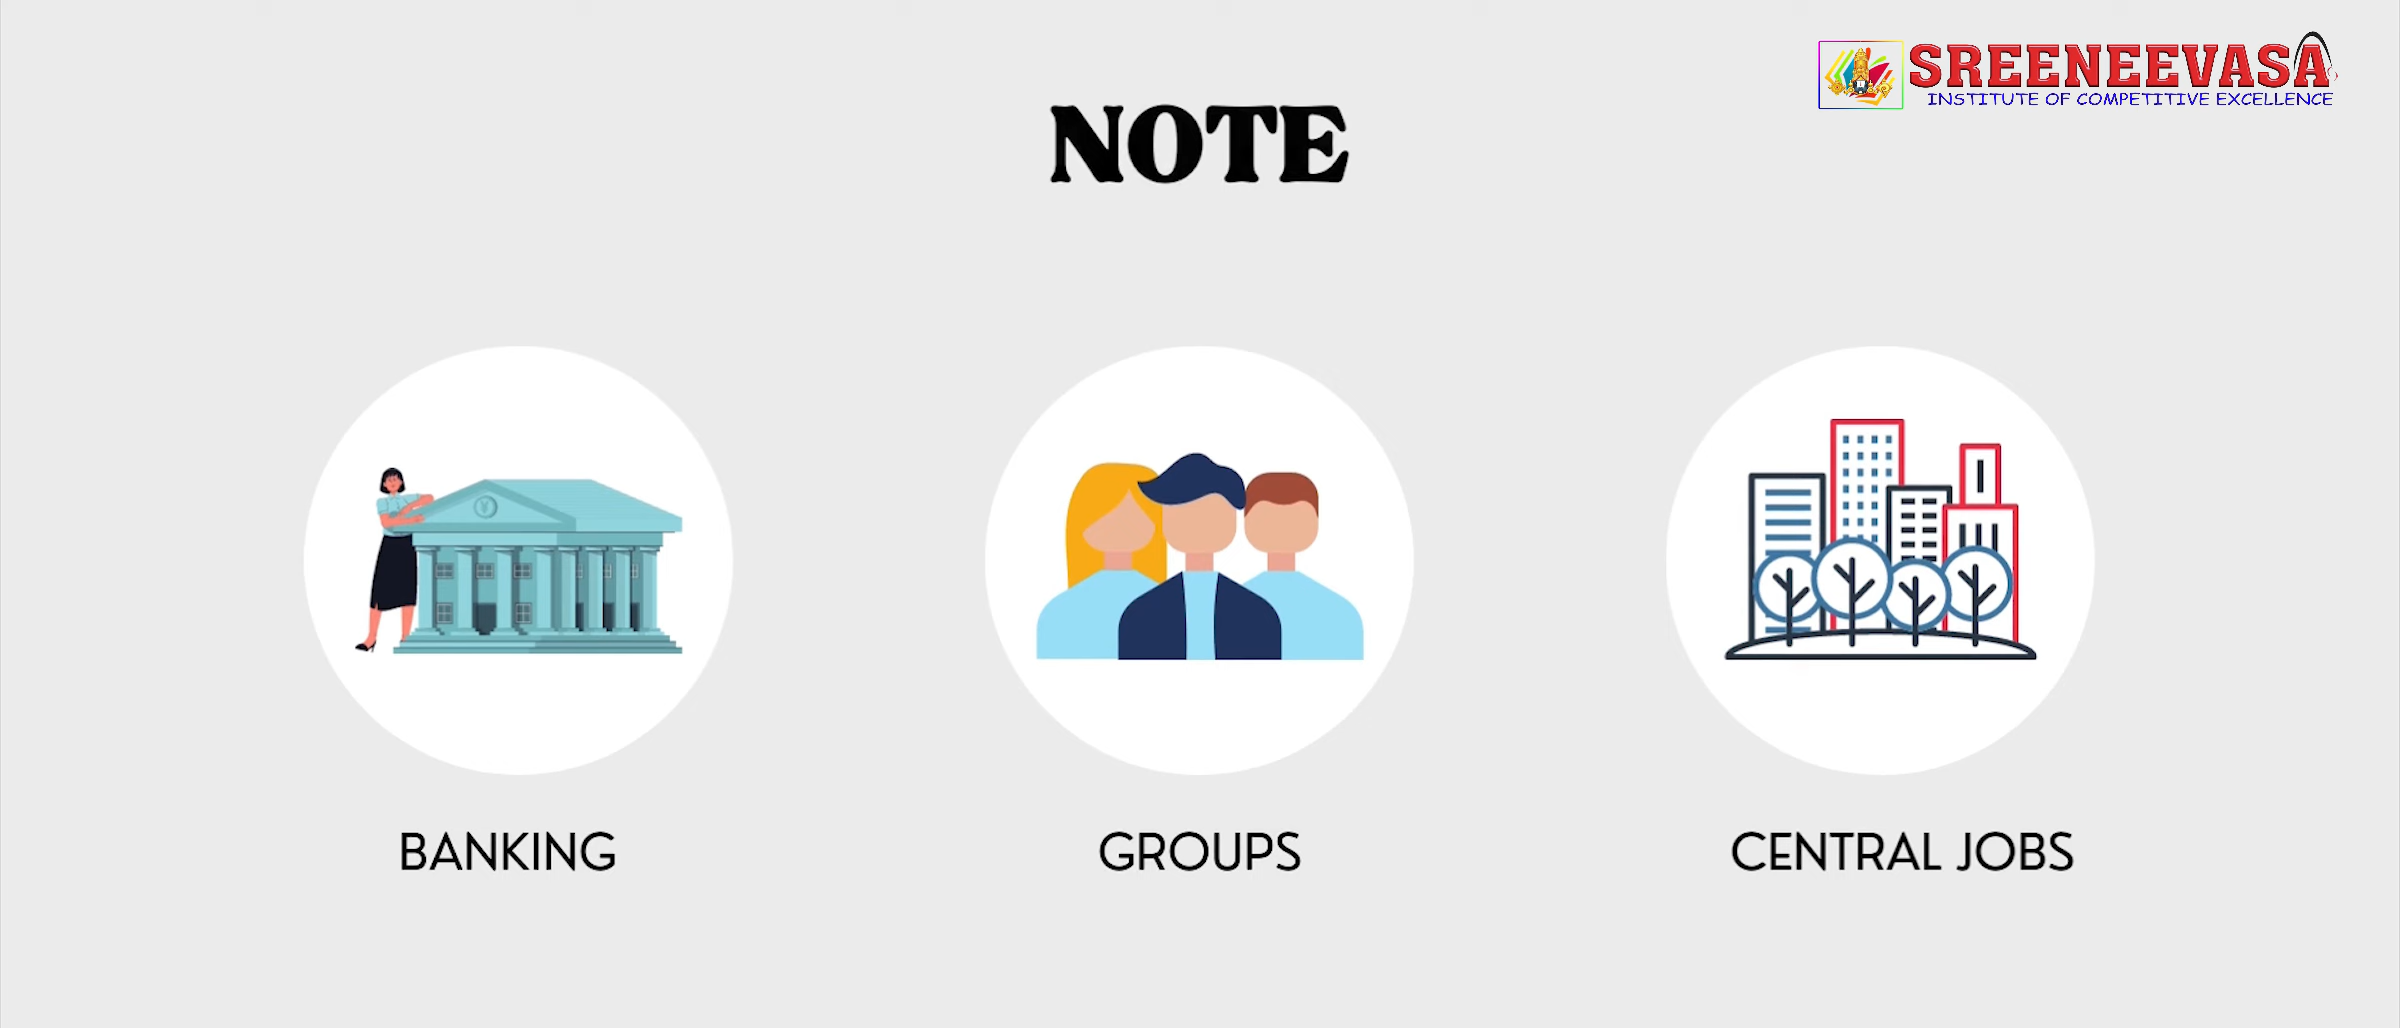 SREENEEVASA
INSTITUTE OF COMPETITIVE EXCELLENCE
NOTE
BANKING
GROUPS
CENTRAL JOBS